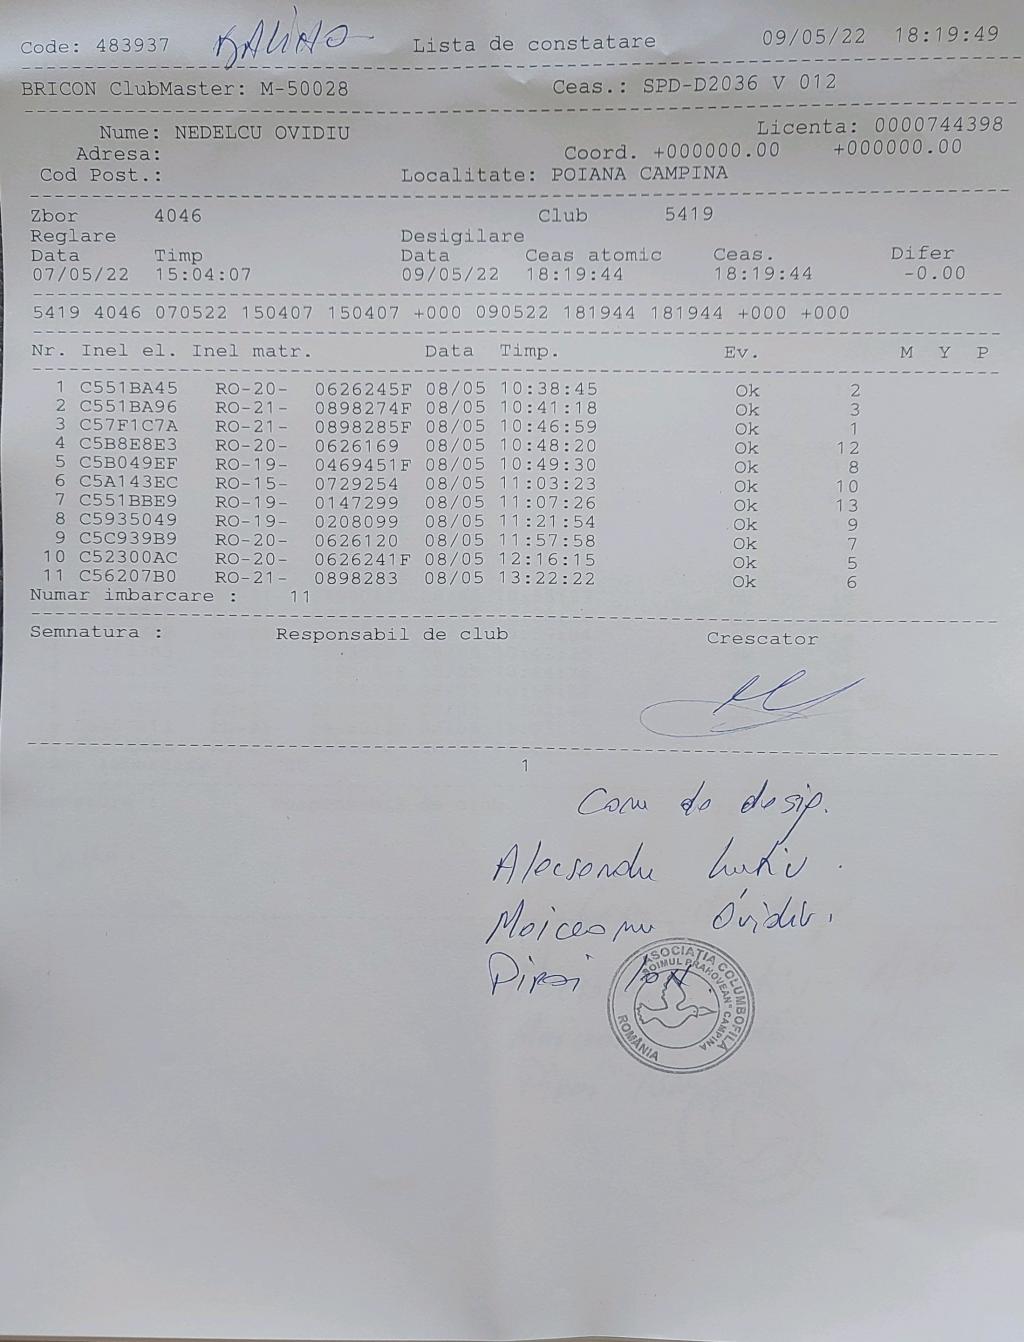 Code: 483937 Lista de constatare 09/05/22 18:19:49
BRICON ClubMaster: M-50028 Ceas.: SPD-D2036 V 012
Nume: NEDELCU OVIDIU Licenta: 0000744398
Adresa: Coord. +000000.00 +000000.00
Cod Post.: Localitate: POIANA CAMPINA
Zbor 4046 Club 5419
Reglare Desigilare
Data Timp Data Ceas atomic Ceas. Difer
07/05/22 15:04:07 09/05/22 18:19:44 18:19:44 -0.00
5419 4046 070522 150407 150407 +000 090522 181944 181944 +000 +000
Nr. Inel el. Inel matr. Data Timp. Ev. M Y P
1 C551BA45 RO-20- 0626245F 08/05 10:38:45 Ok 2
2 C551BA96 RO-21- 0898274F 08/05 10:41:18 Ok 3
3 C57F1C7A RO-21- 0898285F 08/05 10:46:59 Ok 1
4 C5B8E8E3 RO-20- 0626169 08/05 10:48:20 Ok 12
5 C5B049EF RO-19- 0469451F 08/05 10:49:30 Ok 8
6 C5A143EC RO-15- 0729254 08/05 11:03:23 Ok 10
7 C551BBE9 RO-19- 0147299 08/05 11:07:26 Ok 13
8 C5935049 RO-19- 0208099 08/05 11:21:54 Ok 9
9 C5C939B9 RO-20- 0626120 08/05 11:57:58 Ok 7
10 C52300AC RO-20- 0626241F 08/05 12:16:15 Ok 5
11 C56207B0 RO-21- 0898283 08/05 13:22:22 Ok 6
Numar imbarcare : 11
Semnatura : Responsabil de club Crescator
1
Com de desip.
Alecsandu
Moiceanu Ovidiu.
Ion
ASOCIAȚIA COLUMBOFILĂ
"ȘOIMUL PRAHOVEAN" CAMPINA
ROMÂNIA